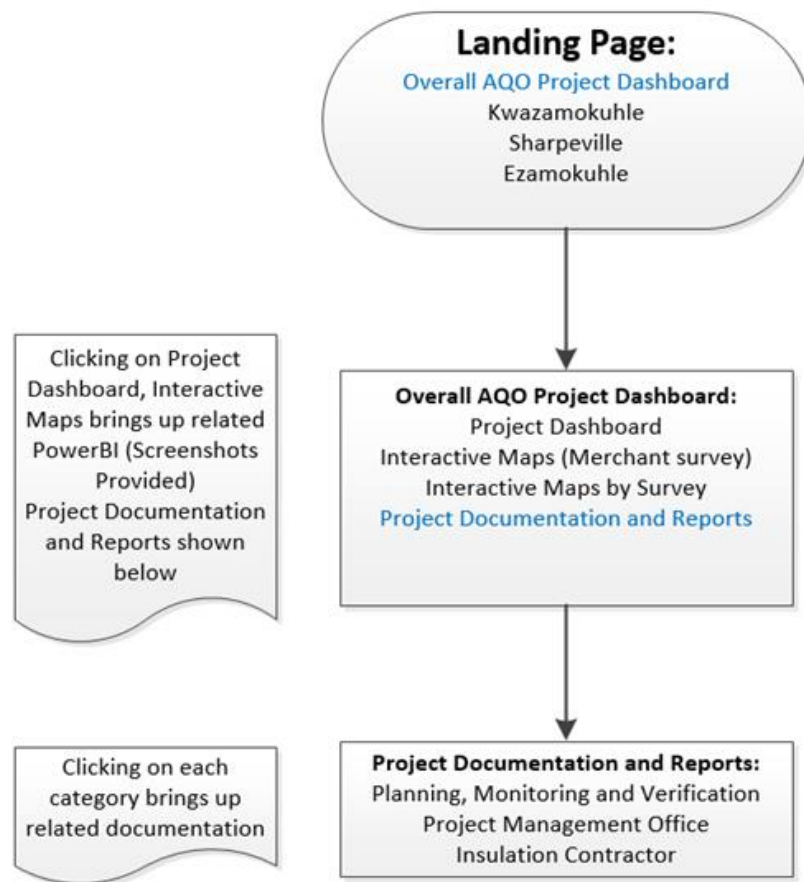 Landing Page:
Overall AQO Project Dashboard
Kwazamokuhle
Sharpeville
Ezamokuhle
Clicking on Project
Dashboard, Interactive
Maps brings up related
PowerBI (Screenshots
Provided)
Project Documentation
and Reports shown
below
Overall AQO Project Dashboard:
Project Dashboard
Interactive Maps (Merchant survey)
Interactive Maps by Survey
Project Documentation and Reports
Clicking on each
category brings up
related documentation
Project Documentation and Reports:
Planning, Monitoring and Verification
Project Management Office
Insulation Contractor